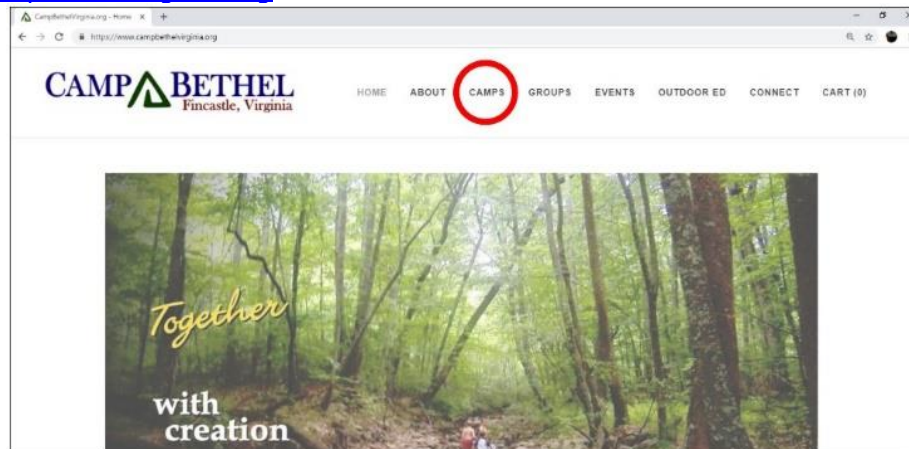 CampBethelVirginia.org - Home
https://www.campbethelvirginia.org
CAMP BETHEL
Fincastle, Virginia
HOME ABOUT CAMPS GROUPS EVENTS OUTDOOR ED CONNECT CART (0)
Together
with
creation